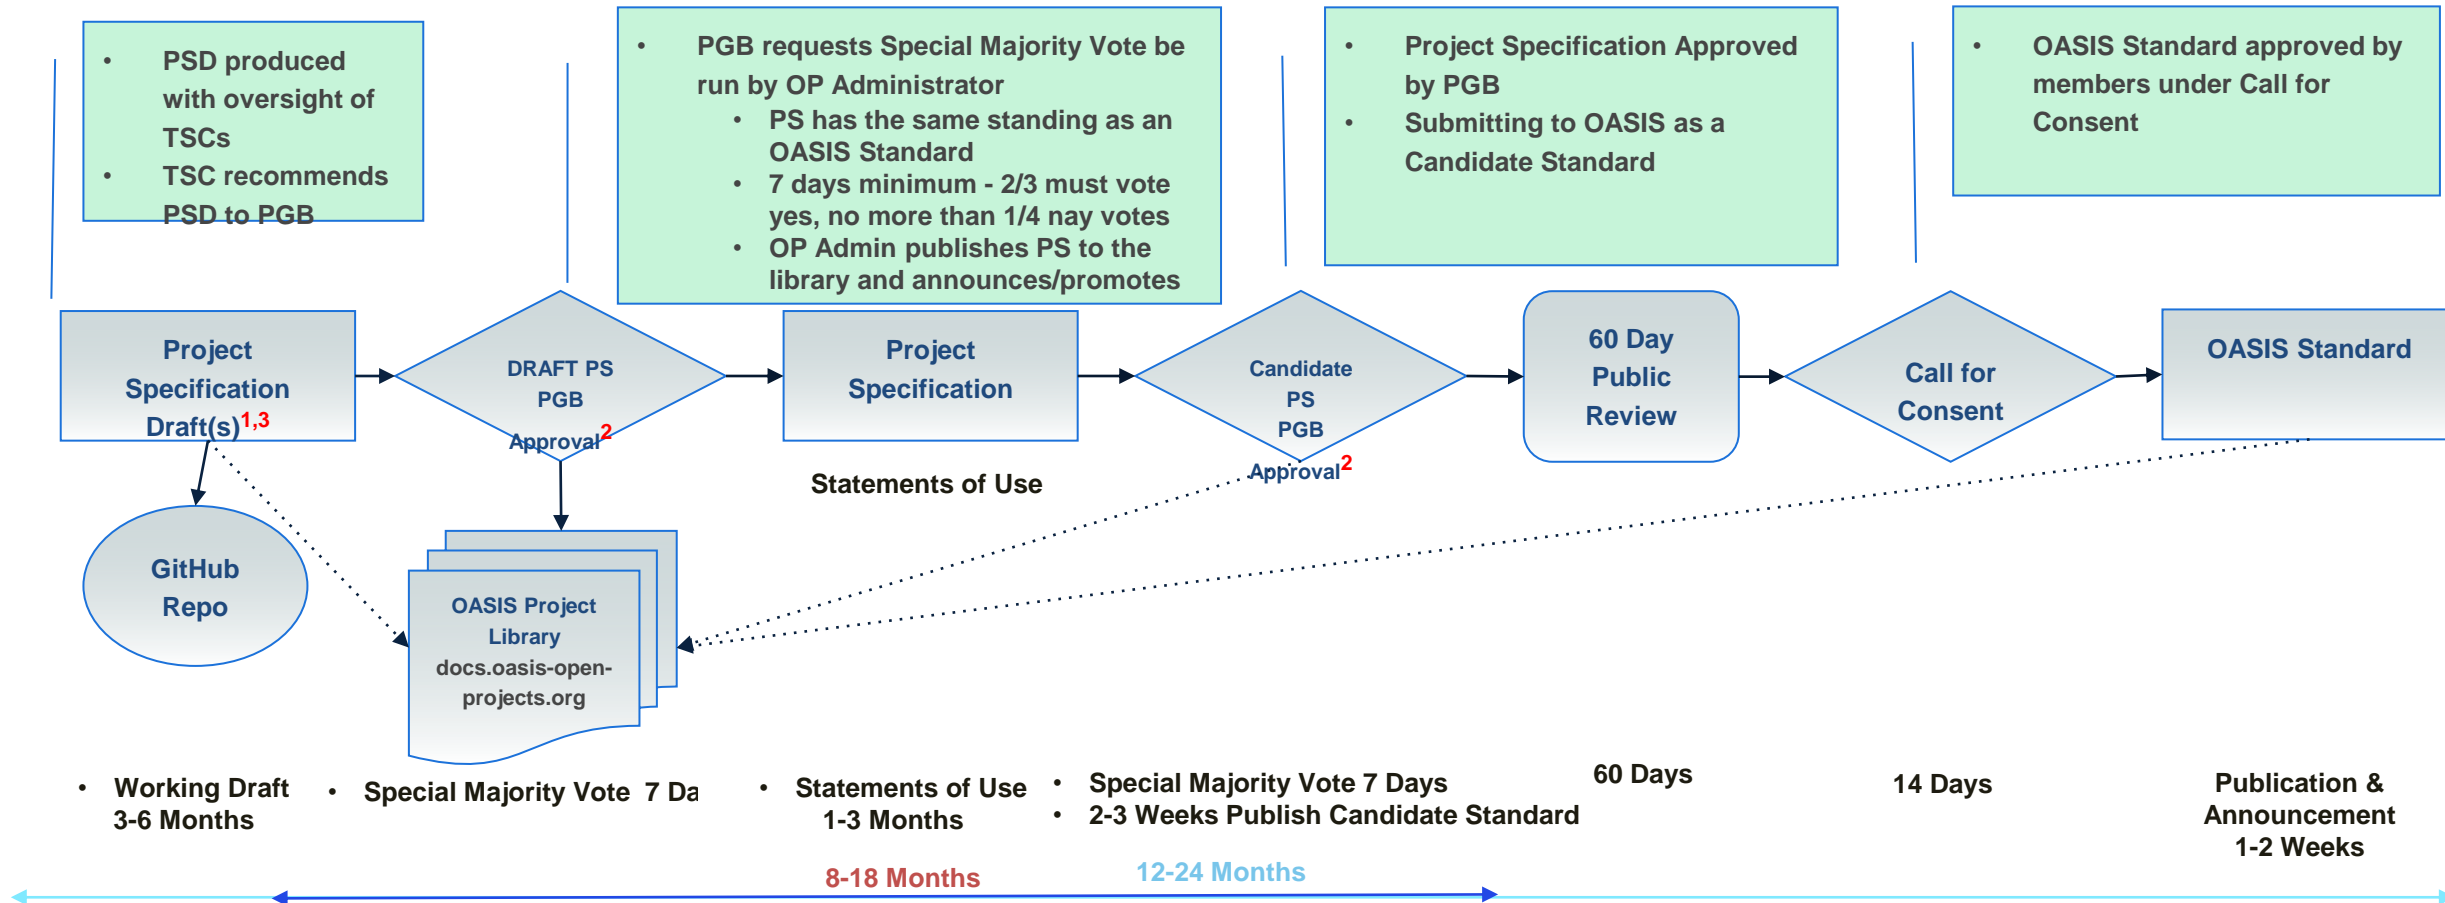 • PSD produced
with oversight of
TSCs
• TSC recommends
PSD to PGB
• PGB requests Special Majority Vote be
run by OP Administrator
• PS has the same standing as an
OASIS Standard
• 7 days minimum - 2/3 must vote
yes, no more than 1/4 nay votes
• OP Admin publishes PS to the
library and announces/promotes
• Project Specification Approved
by PGB
• Submitting to OASIS as a
Candidate Standard
• OASIS Standard approved by
members under Call for
Consent
Project
Specification
Draft(s)1,3
DRAFT PS
PGB
Approval2
Project
Specification
Candidate
PS
PGB
Approval2
60 Day
Public
Review
Call for
Consent
OASIS Standard
Statements of Use
GitHub
Repo
OASIS Project
Library
docs.oasis-open-
projects.org
• Working Draft
3-6 Months
• Special Majority Vote 7 Da
• Statements of Use
1-3 Months
• Special Majority Vote 7 Days
• 2-3 Weeks Publish Candidate Standard
60 Days
14 Days
Publication &
Announcement
1-2 Weeks
8-18 Months
12-24 Months